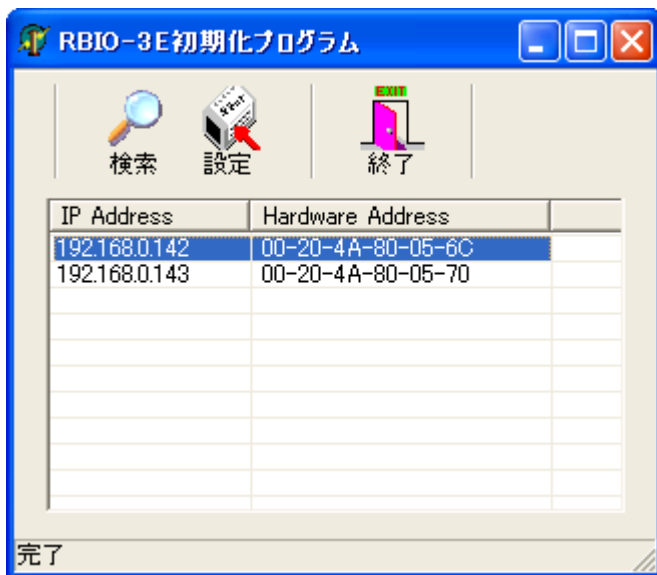 RBIO-3E初期化プログラム
EXIT
検索 設定 終了
IP Address Hardware Address
192.168.0.142 00-20-4A-80-05-6C
192.168.0.143 00-20-4A-80-05-70
完了